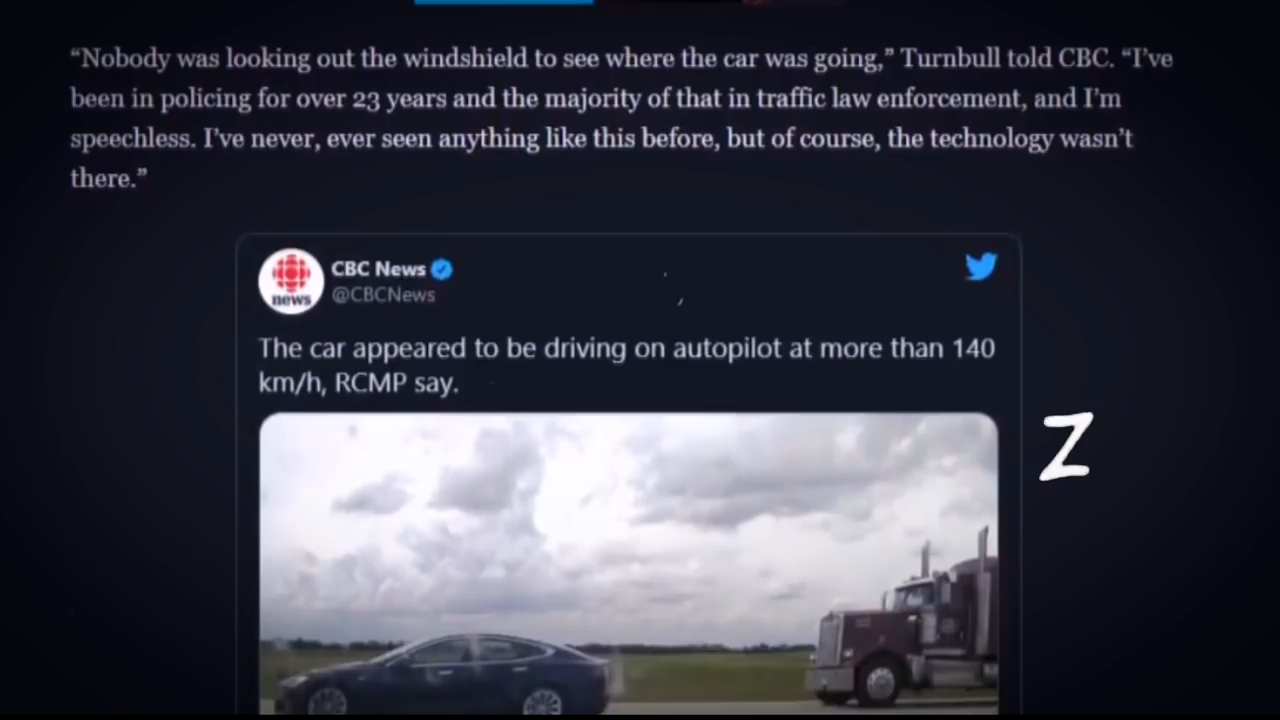 “Nobody was looking out the windshield to see where the car was going,” Turnbull told CBC. “I’ve
been in policing for over 23 years and the majority of that in traffic law enforcement, and I’m
speechless. I’ve never, ever seen anything like this before, but of course, the technology wasn’t
there.”
CBC News
news
@CBCNews
The car appeared to be driving on autopilot at more than 140
km/h, RCMP say.
Z